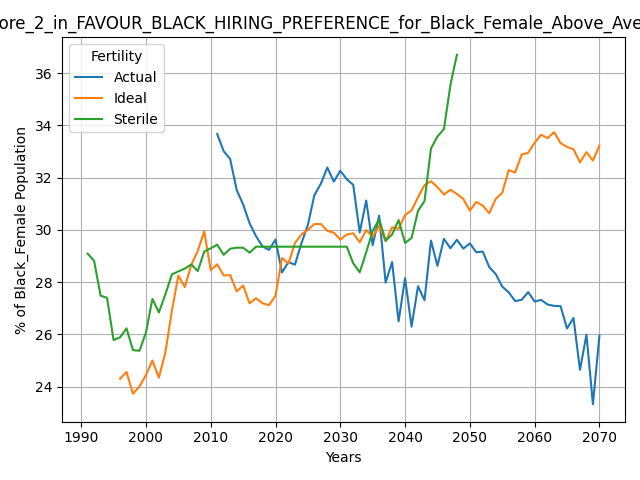 ore_2_in_FAVOUR_BLACK_HIRING_PREFERENCE_for_Black_Female_Above_Ave
Fertility
Actual
Ideal
Sterile
% of Black_Female Population
36
34
32
30
28
26
24
1990
2000
2010
2020
2030
2040
2050
2060
2070
Years